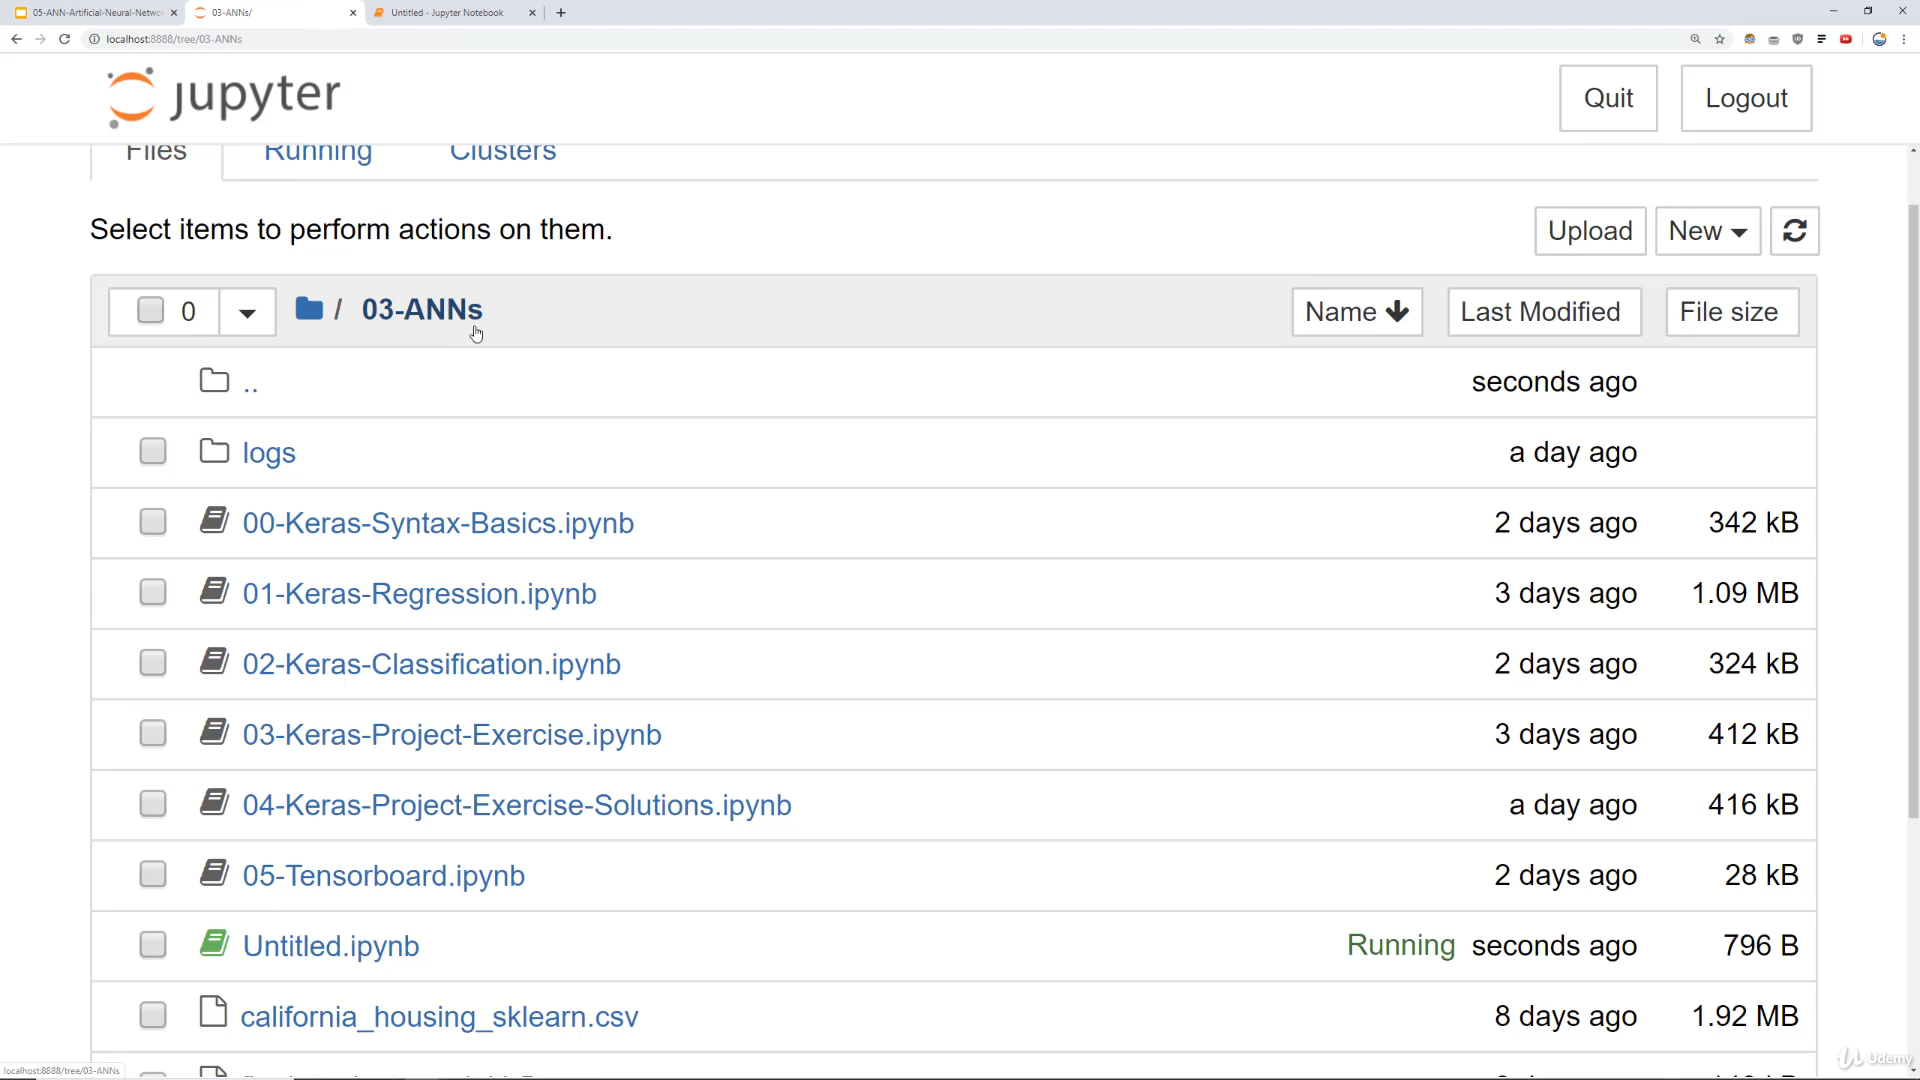 05-ANN-Artificial-Neural-Netwo
03-ANNs/
Untitled - Jupyter Notebook
localhost:8888/tree/03-ANNs
jupyter
Quit
Logout
Files
Running
Clusters
Select items to perform actions on them.
Upload
New
0
/ 03-ANNs
Name
Last Modified
File size
..
seconds ago
logs
a day ago
00-Keras-Syntax-Basics.ipynb
2 days ago
342 kB
01-Keras-Regression.ipynb
3 days ago
1.09 MB
02-Keras-Classification.ipynb
2 days ago
324 kB
03-Keras-Project-Exercise.ipynb
3 days ago
412 kB
04-Keras-Project-Exercise-Solutions.ipynb
a day ago
416 kB
05-Tensorboard.ipynb
2 days ago
28 kB
Untitled.ipynb
Running
seconds ago
796 B
california_housing_sklearn.csv
8 days ago
1.92 MB
localhost:8888/tree/03-ANNs
Udemy